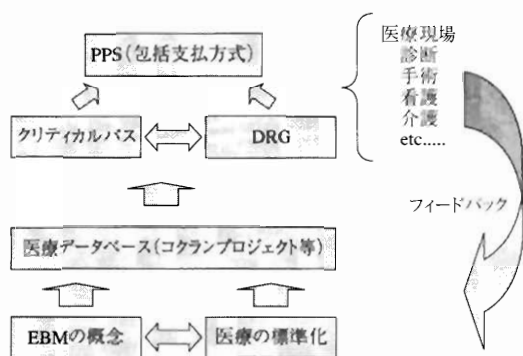 PPS(包括支払方式)
クリティカルパス
DRG
医療データベース(コクランプロジェクト等)
EBMの概念
医療の標準化
医療現場
診断
手術
看護
介護
etc.....
フィードバック